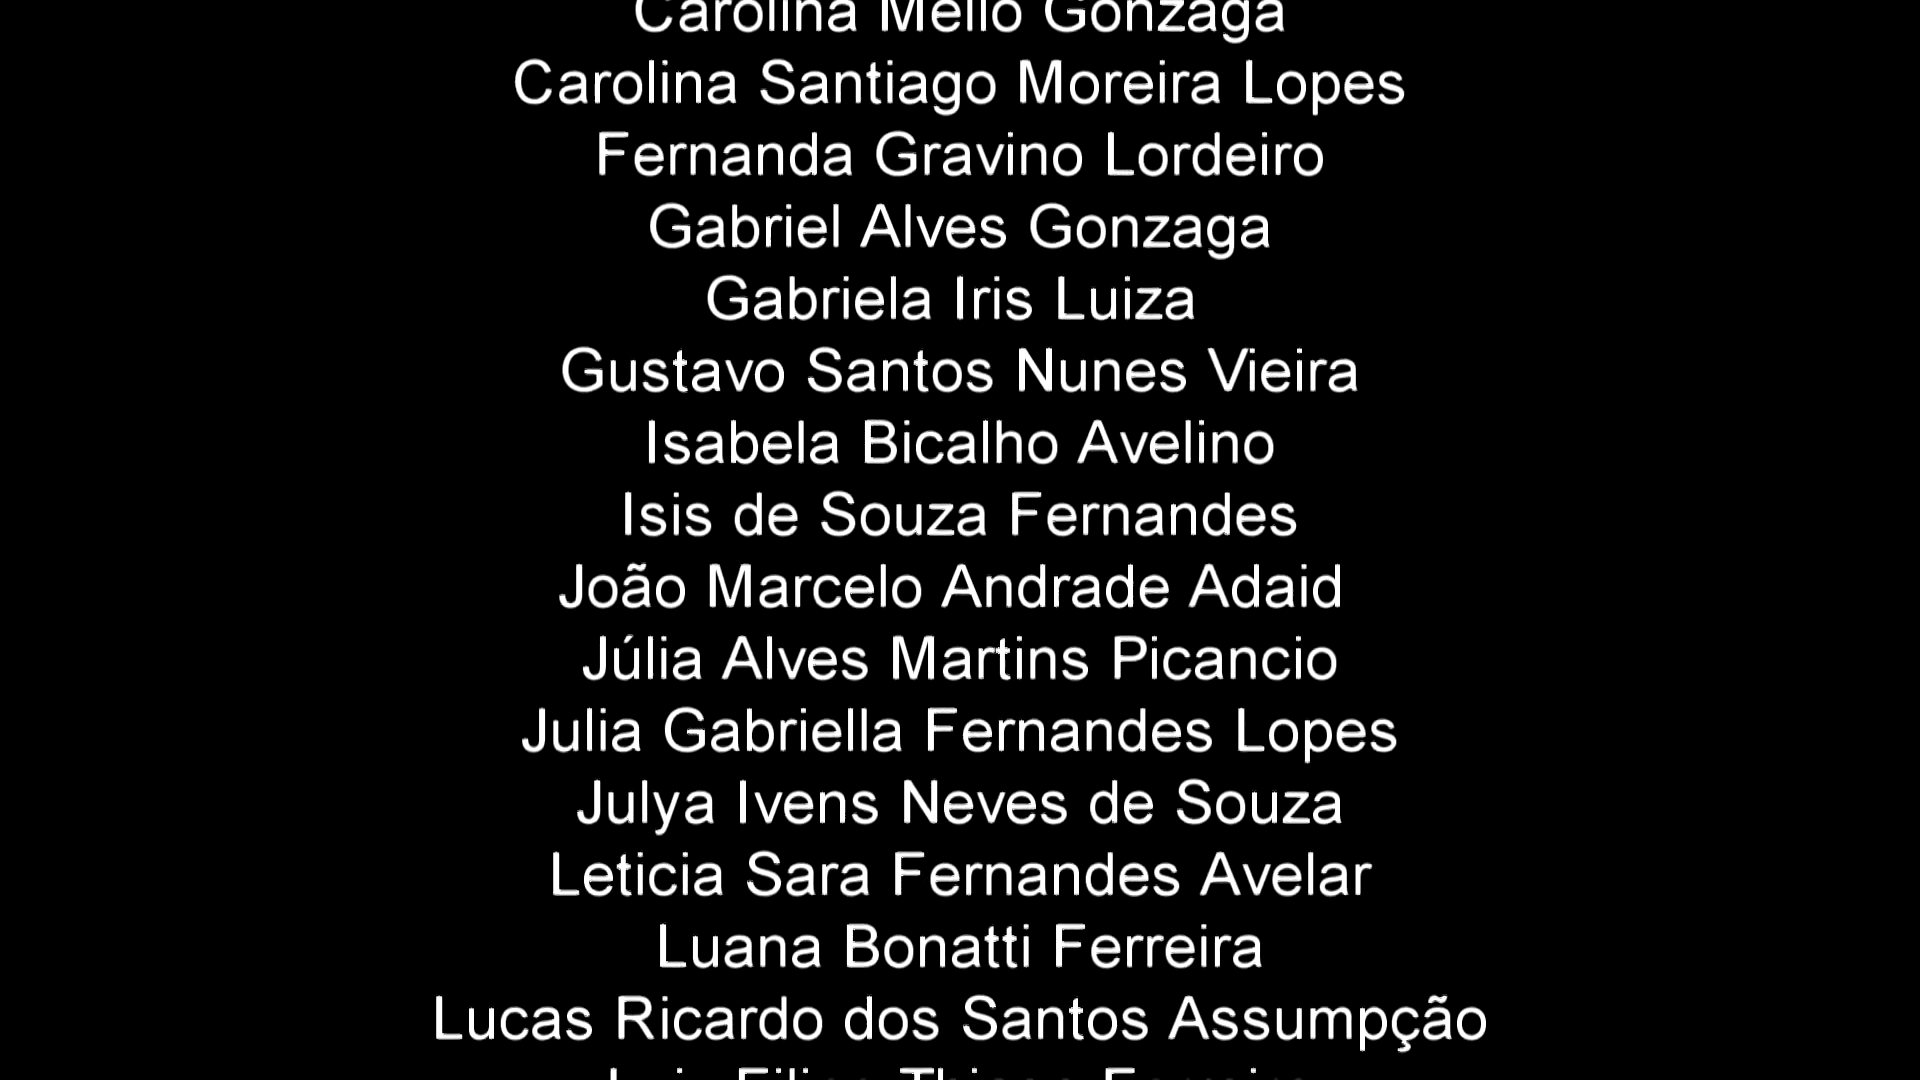 Carolina Mello Gonzaga
Carolina Santiago Moreira Lopes
Fernanda Gravino Lordeiro
Gabriel Alves Gonzaga
Gabriela Iris Luiza
Gustavo Santos Nunes Vieira
Isabela Bicalho Avelino
Isis de Souza Fernandes
João Marcelo Andrade Adaid
Júlia Alves Martins Picancio
Julia Gabriella Fernandes Lopes
Julya Ivens Neves de Souza
Leticia Sara Fernandes Avelar
Luana Bonatti Ferreira
Lucas Ricardo dos Santos Assumpção